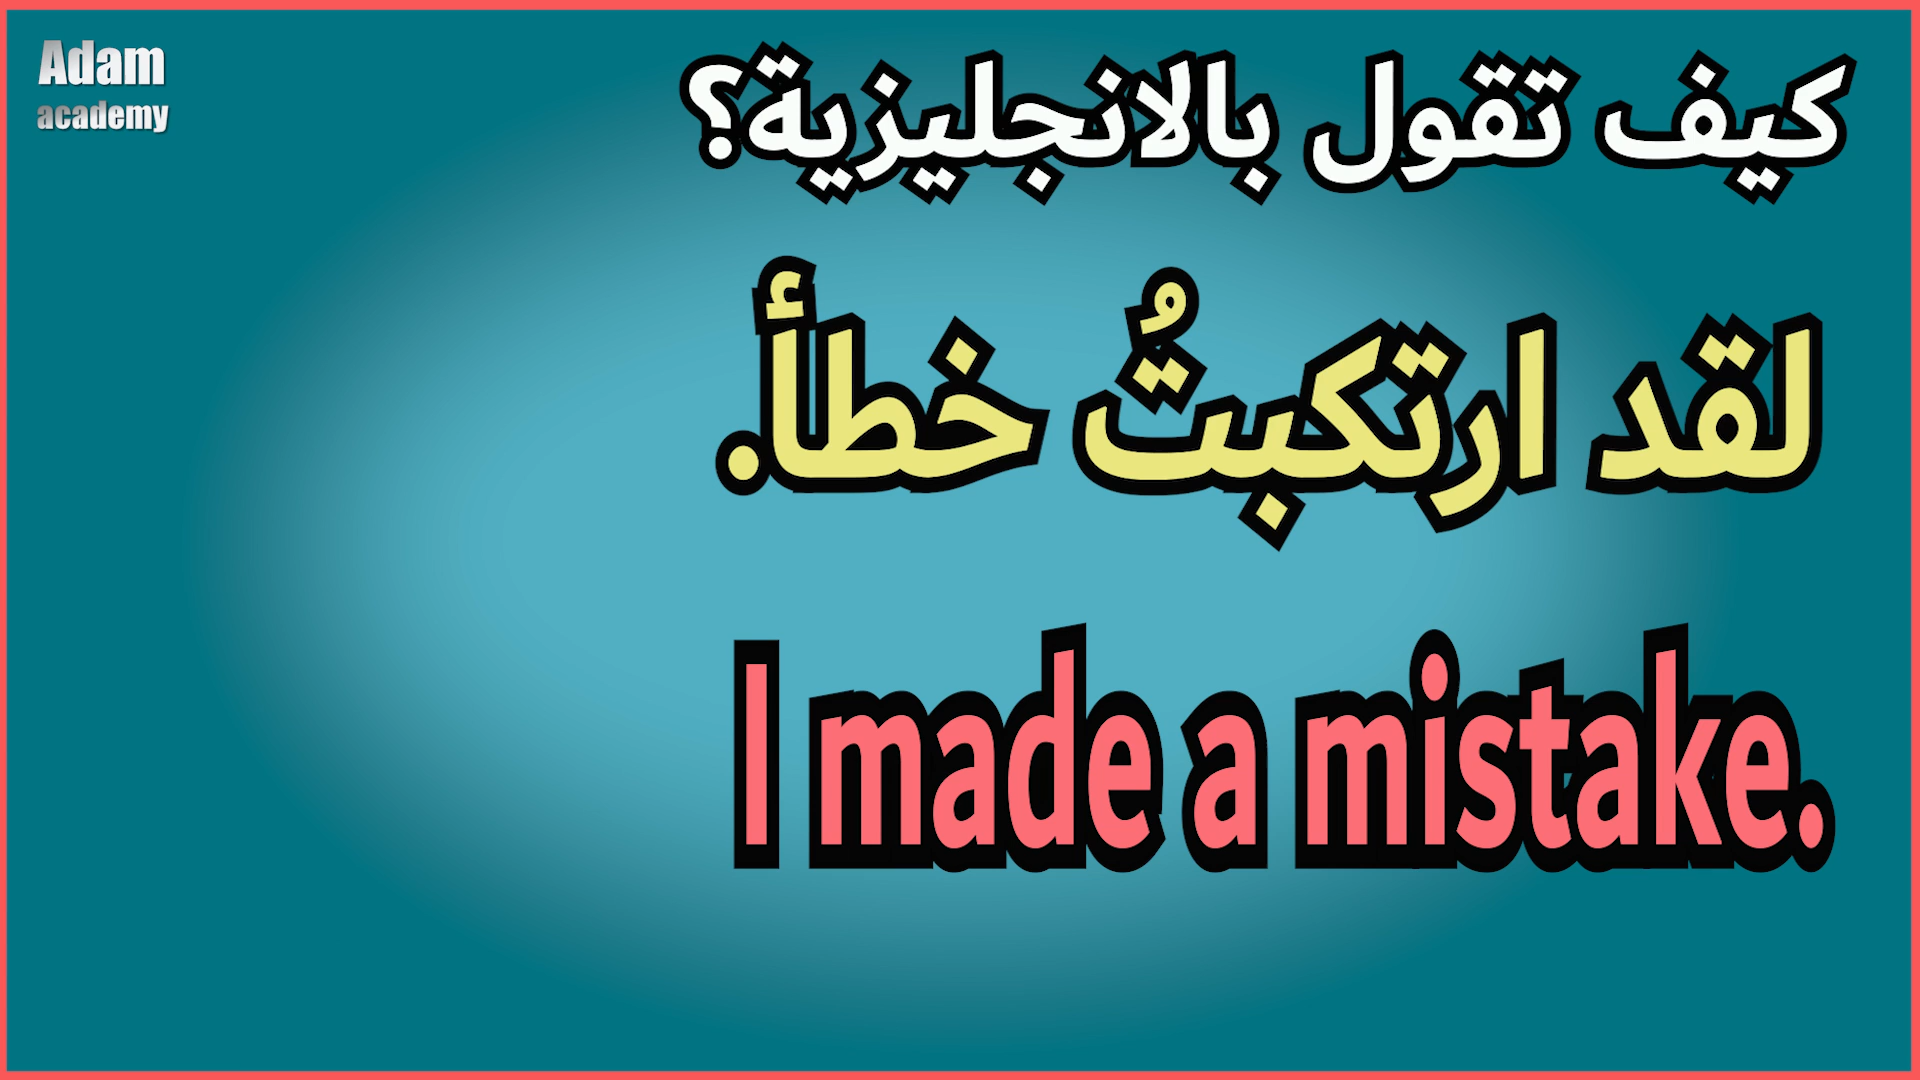 Adam
academy
كيف تقول بالانجليزية؟
لقد ارتكبتُ خطأ.
I made a mistake.